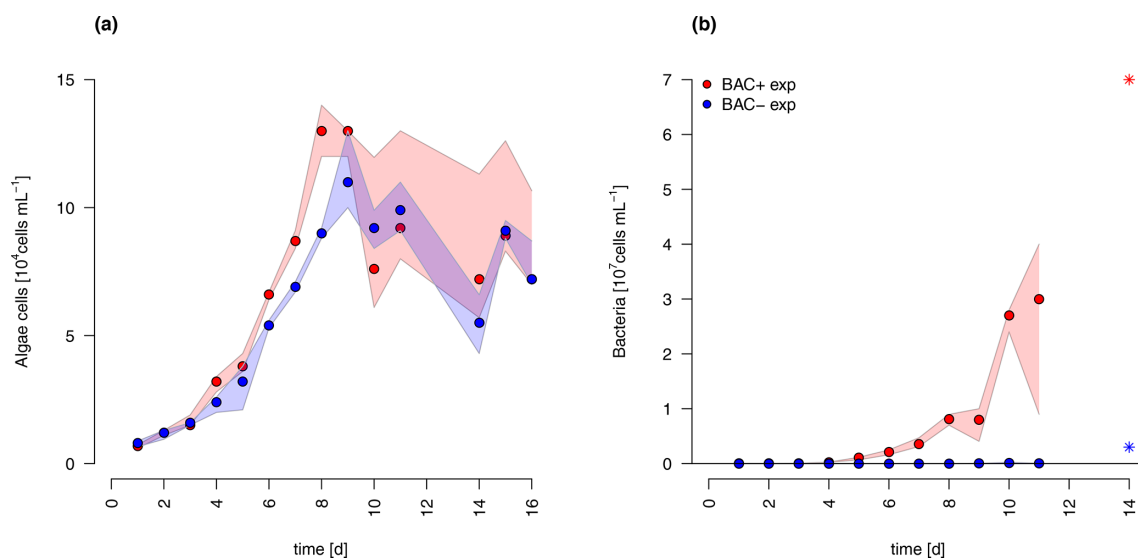 (a)
15
10
5
0
Algae cells [10⁴cells mL⁻¹]
0 2 4 6 8 10 12 14 16
time [d]
(b)
7
6
5
4
3
2
1
0
Bacteria [10⁷cells mL⁻¹]
BAC+ exp
BAC− exp
0 2 4 6 8 10 12 14
time [d]